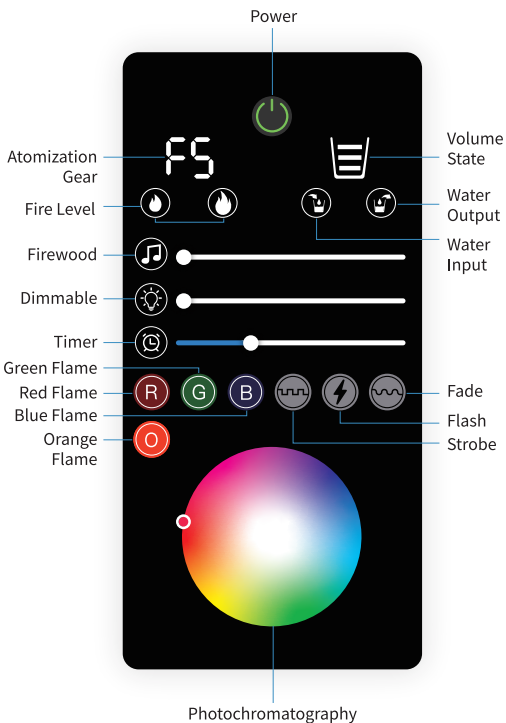 Power
F5
Atomization
Gear
Volume
State
Fire Level
Water
Output
Water
Input
Firewood
Dimmable
Timer
Green Flame
Red Flame
Blue Flame
Orange
Flame
R
G
B
O
Fade
Flash
Strobe
Photochromatography